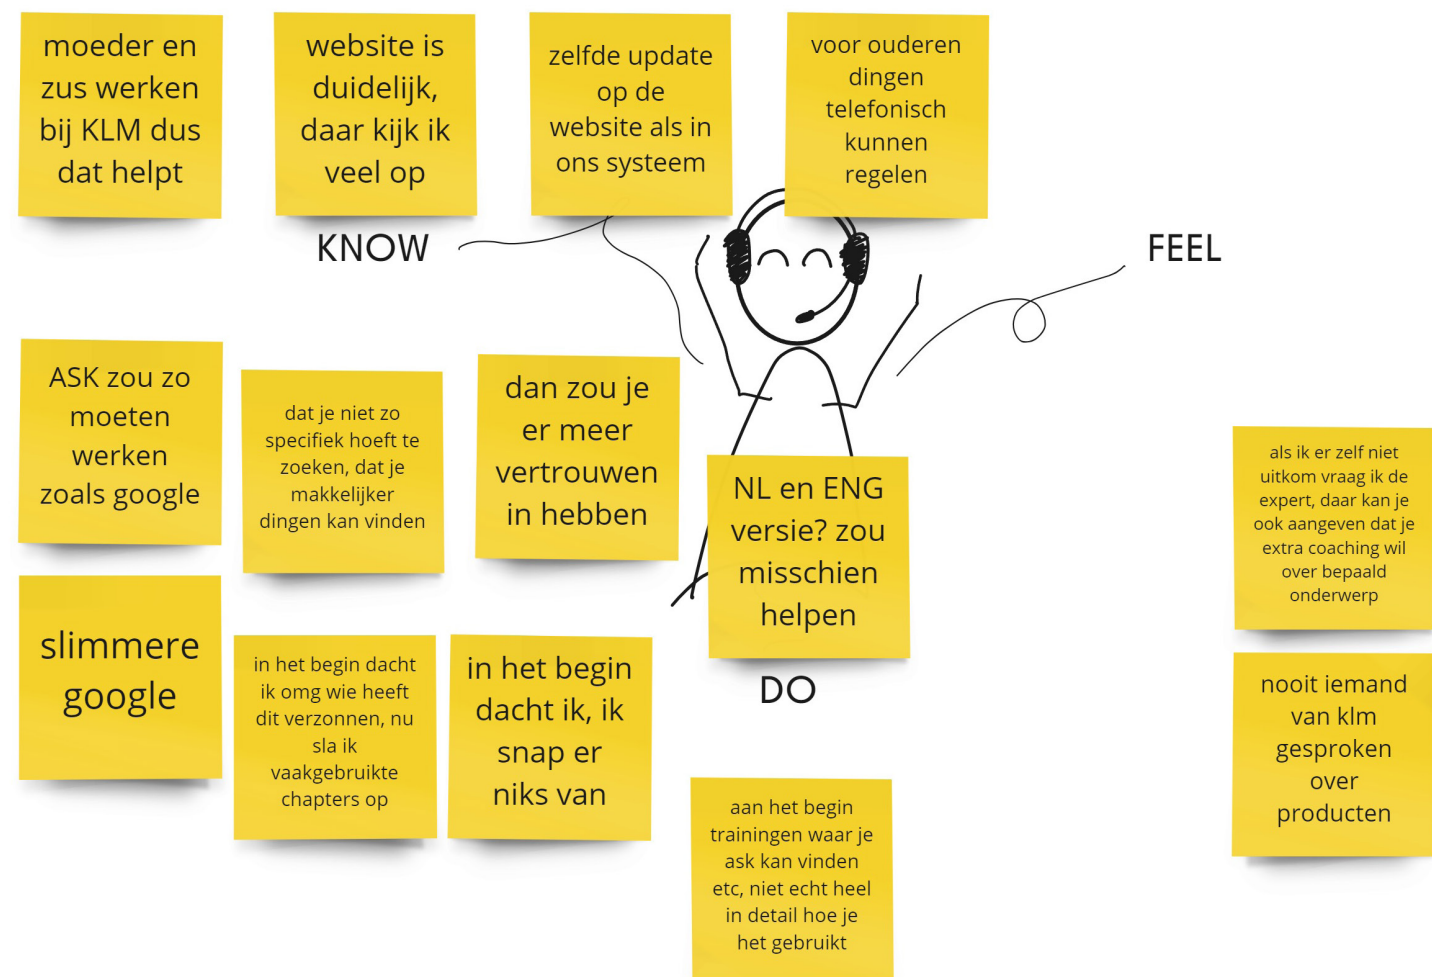 moeder en
zus werken
bij KLM dus
dat helpt
website is
duidelijk,
daar kijk ik
veel op
zelfde update
op de
website als in
ons systeem
voor ouderen
dingen
telefonisch
kunnen
regelen
KNOW
FEEL
ASK zou zo
moeten
werken
zoals google
dat je niet zo
specifiek hoeft te
zoeken, dat je
makkelijker
dingen kan vinden
dan zou je
er meer
vertrouwen
in hebben
NL en ENG
versie? zou
misschien
helpen
als ik er zelf niet
uitkom vraag ik de
expert, daar kan je
ook aangeven dat je
extra coaching wil
over bepaald
onderwerp
slimmere
google
in het begin dacht
ik omg wie heeft
dit verzonnen, nu
sla ik
vaakgebruikte
chapters op
in het begin
dacht ik, ik
snap er
niks van
DO
nooit iemand
van klm
gesproken
over
producten
aan het begin
trainingen waar je
ask kan vinden
etc, niet echt heel
in detail hoe je
het gebruikt